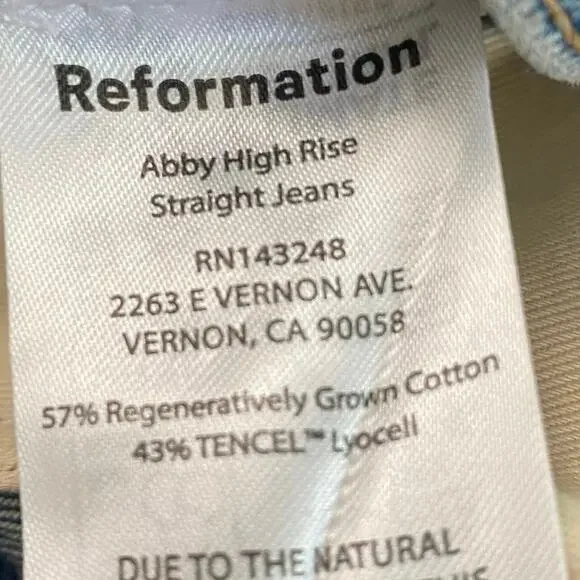 Reformation
Abby High Rise
Straight Jeans
RN143248
2263 E VERNON AVE.
VERNON, CA 90058
57% Regeneratively Grown Cotton
43% TENCEL™ Lyocell
DUE TO THE NATURAL